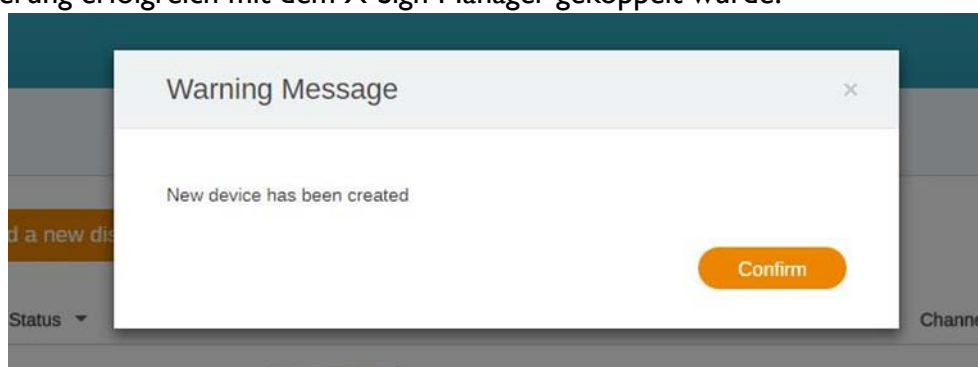 erung erfolgreich mit dem X-Sign Manager gekoppelt wurde.
Warning Message ×
New device has been created
d a new dis
Confirm
Status
Channe